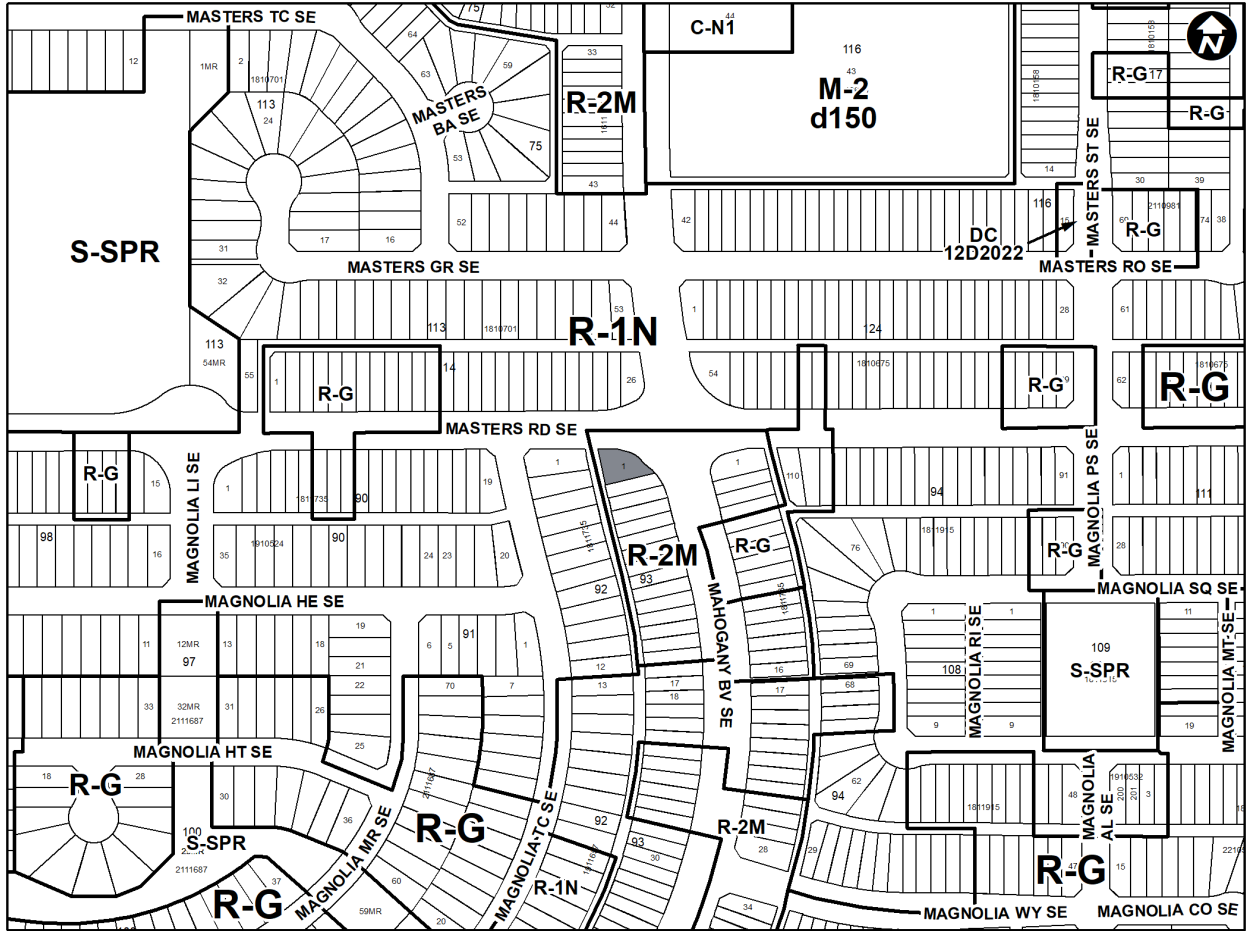 MASTERS TC SE
75
32
44
C-N1
116
43
M-2
d150
N
1810158
R-G
17
R-G
12
1MR
2
1810701
113
24
64
63
59
MASTERS
BA SE
53
75
33
R-2M
1611
43
1810158
14
MASTERS ST SE
30
39
S-SPR
31
17
16
52
44
42
116
15
DC
12D2022
2110981
R-G
74
38
MASTERS GR SE
MASTERS RO SE
32
113
1810701
53
R-1N
1
124
28
61
113
54MR
55
1
R-G
14
26
54
1810675
R-G
62
1810675
R-G
MASTERS RD SE
R-G
15
MAGNOLIA LI SE
1
90
19
1
1
1
110
94
91
MAGNOLIA PS SE
1
111
98
16
35
1910524
90
24
23
20
1811735
R-2M
93
92
R-G
MAHOGANY BV SE
76
1811915
R-G
28
MAGNOLIA HE SE
MAGNOLIA SQ SE
11
12MR
97
13
18
19
21
6
5
91
1
12
16
69
1
1
108
MAGNOLIA RI SE
109
S-SPR
11
MAGNOLIA MT SE
33
32MR
2111687
31
26
22
25
70
7
13
17
18
17
68
9
9
19
MAGNOLIA HT SE
18
28
R-G
30
36
2111687
R-G
MAGNOLIA MR SE
MAGNOLIA TC SE
92
93
30
R-2M
28
62
94
29
1811915
48
MAGNOLIA
AL SE
1910532
200
201
3
100
S-SPR
2111687
37
R-G
60
59MR
20
R-1N
34
R-G
47
15
MAGNOLIA WY SE
MAGNOLIA CO SE